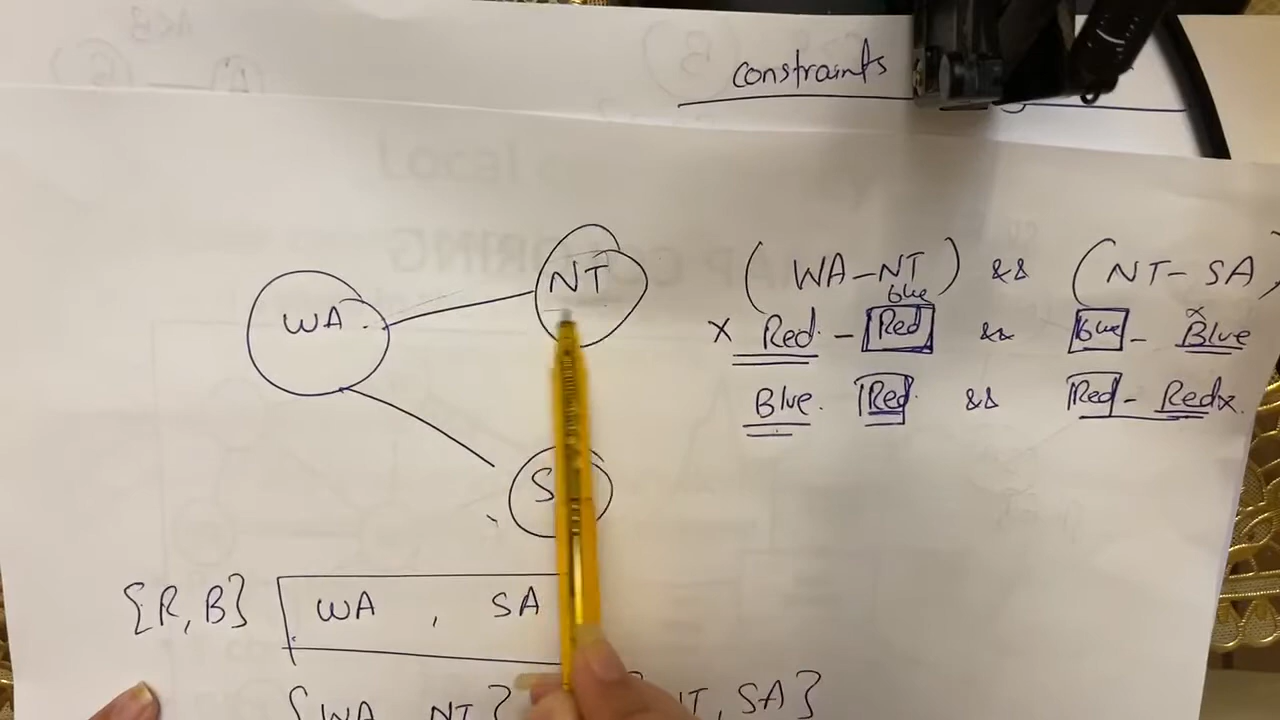 constraints
WA
NT
(WA-NT) && (NT-SA)
blue
x Red - Red && blue - Blue
x
Blue. Red && Red - Red x.
S
{R, B} WA , SA
{WA, NT} NT, SA}